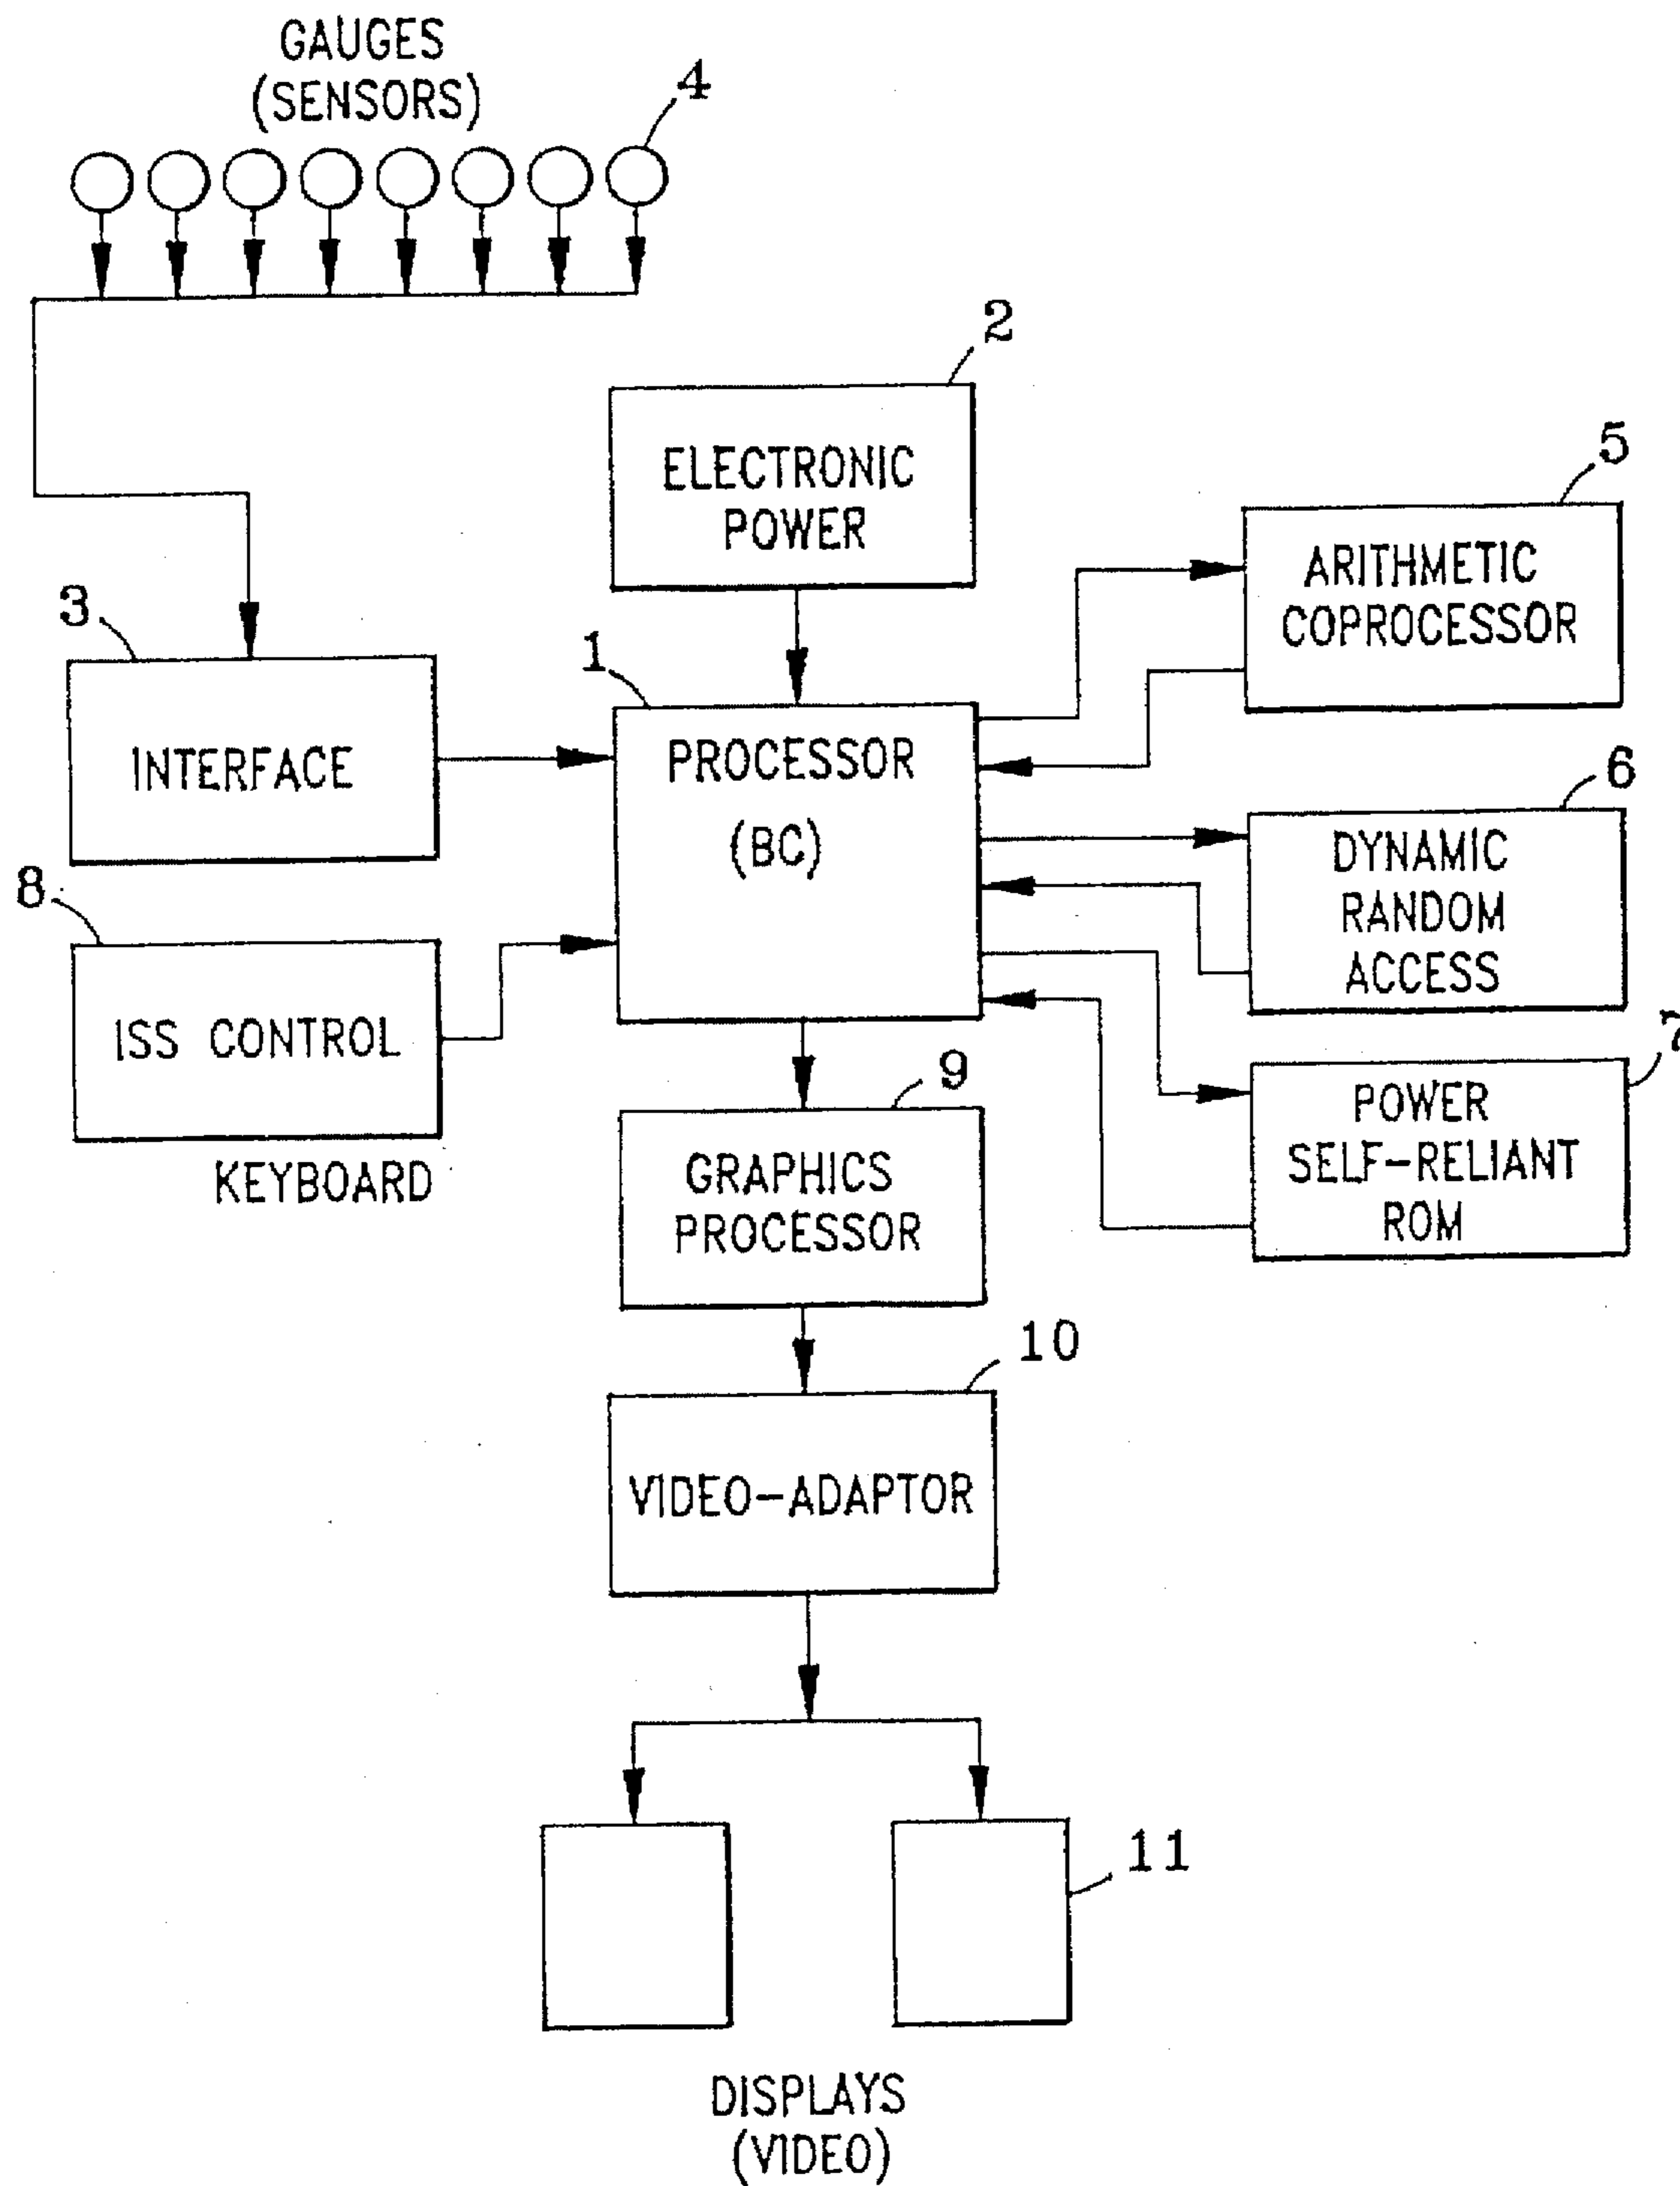 GAUGES
(SENSORS)
4
2
ELECTRONIC
POWER
5
ARITHMETIC
COPROCESSOR
3
INTERFACE
1
PROCESSOR
(BC)
6
DYNAMIC
RANDOM
ACCESS
8
ISS CONTROL
KEYBOARD
7
POWER
SELF-RELIANT
ROM
9
GRAPHICS
PROCESSOR
10
VIDEO-ADAPTOR
11
DISPLAYS
(VIDEO)